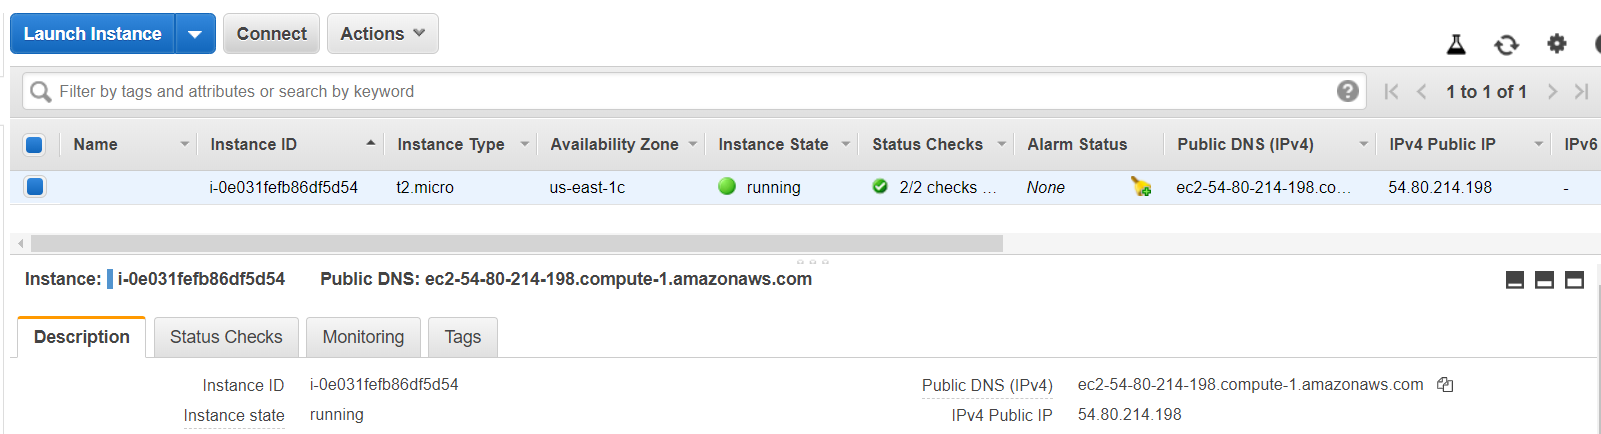 Launch Instance Connect Actions
Filter by tags and attributes or search by keyword 1 to 1 of 1
Name Instance ID Instance Type Availability Zone Instance State Status Checks Alarm Status Public DNS (IPv4) IPv4 Public IP IPv6
i-0e031fefb86df5d54 t2.micro us-east-1c running 2/2 checks ... None ec2-54-80-214-198.co... 54.80.214.198 -
Instance: i-0e031fefb86df5d54 Public DNS: ec2-54-80-214-198.compute-1.amazonaws.com
Description Status Checks Monitoring Tags
Instance ID i-0e031fefb86df5d54 Public DNS (IPv4) ec2-54-80-214-198.compute-1.amazonaws.com
Instance state running IPv4 Public IP 54.80.214.198